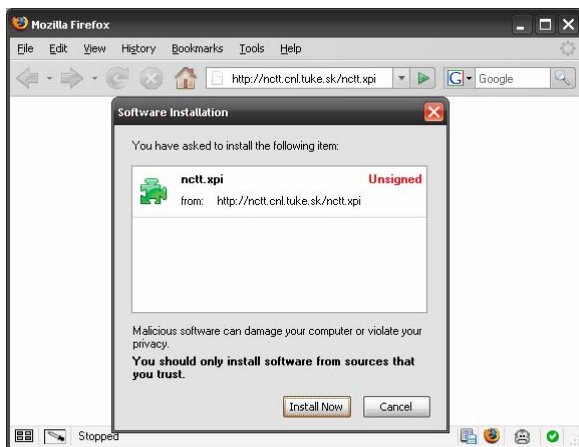 Mozilla Firefox
File Edit View History Bookmarks Tools Help
http://nctt.cnl.tuke.sk/nctt.xpi
G Google
Software Installation
You have asked to install the following item:
nctt.xpi Unsigned
from: http://nctt.cnl.tuke.sk/nctt.xpi
Malicious software can damage your computer or violate your
privacy.
You should only install software from sources that
you trust.
Install Now Cancel
Stopped